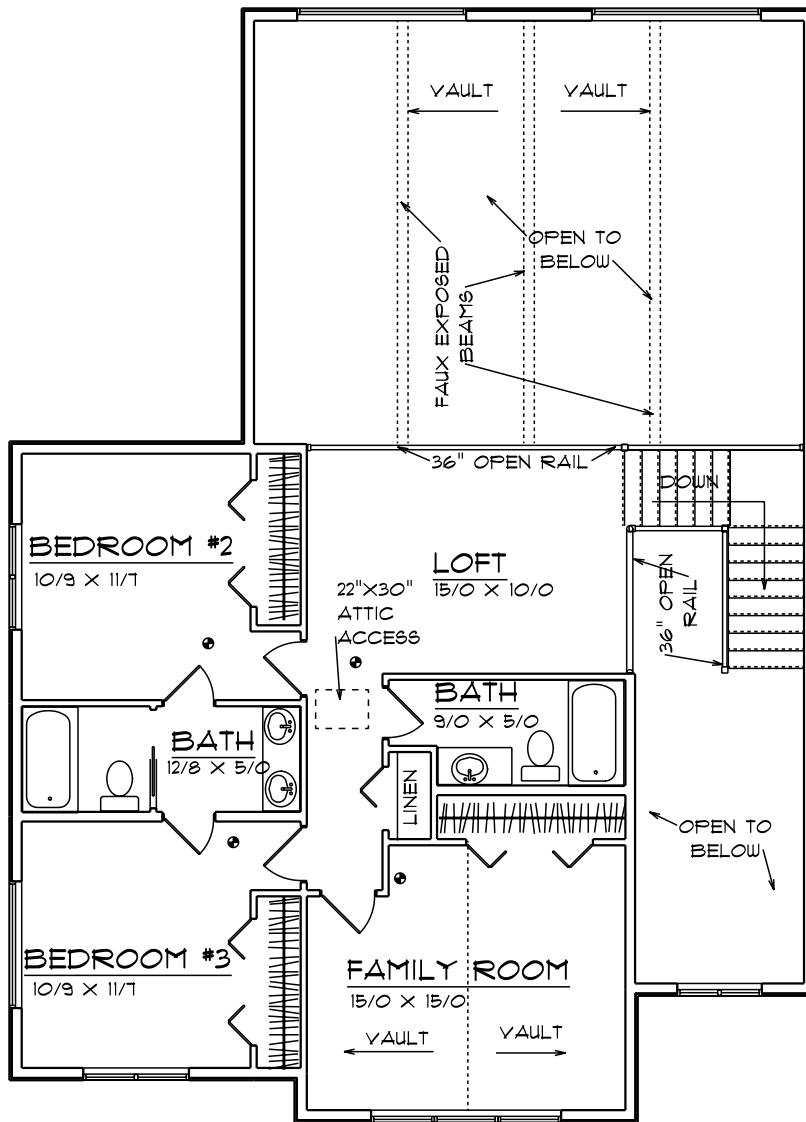 VAULT
VAULT
OPEN TO
BELOW
FAUX EXPOSED
BEAMS
36" OPEN RAIL
DOWN
BEDROOM #2
10/9 X 11/7
LOFT
15/0 X 10/0
22"X30"
ATTIC
ACCESS
36" OPEN
RAIL
BATH
9/0 X 5/0
BATH
12/8 X 5/0
LINEN
OPEN TO
BELOW
BEDROOM #3
10/9 X 11/7
FAMILY ROOM
15/0 X 15/0
VAULT
VAULT